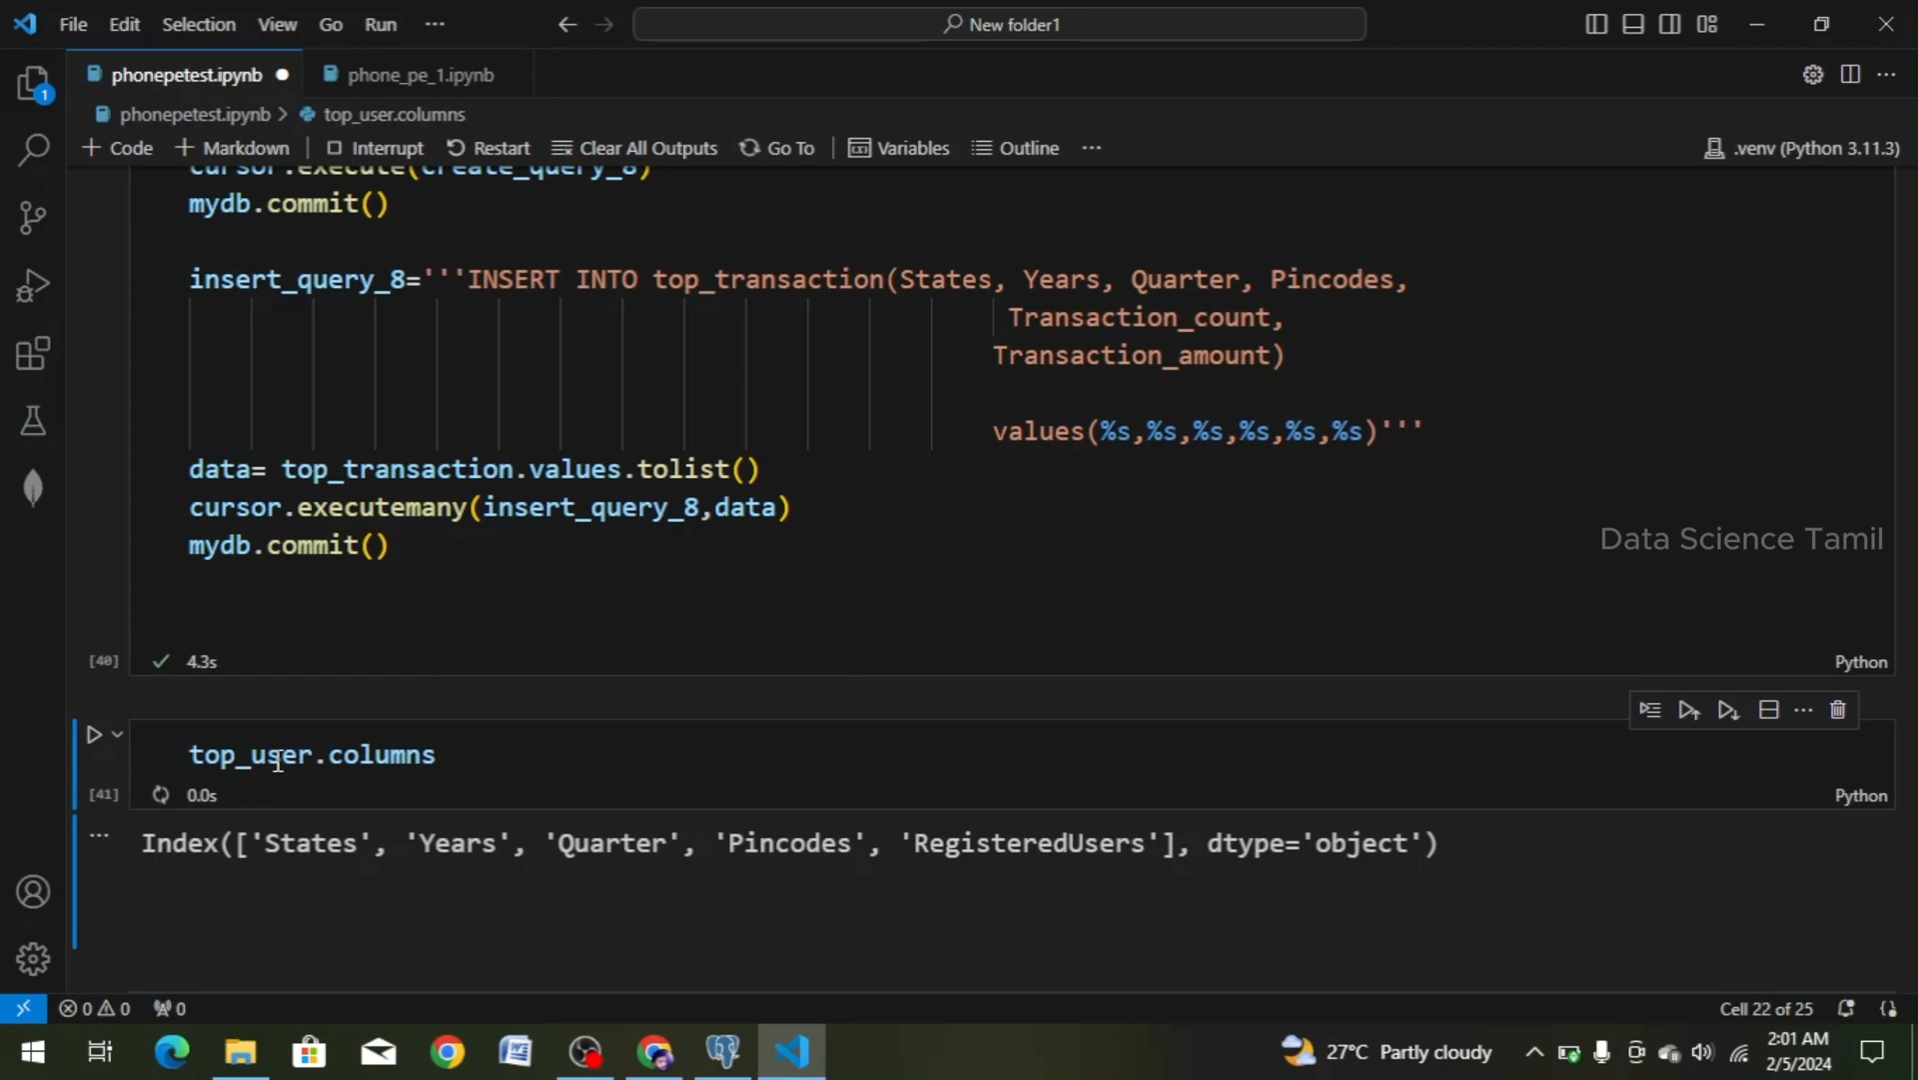 File Edit Selection View Go Run ···
New folder1
phonepetest.ipynb
phone_pe_1.ipynb
phonepetest.ipynb > top_user.columns
+ Code + Markdown Interrupt Restart Clear All Outputs Go To Variables Outline ···
.venv (Python 3.11.3)
cursor.execute(create_query_8)
mydb.commit()
insert_query_8='''INSERT INTO top_transaction(States, Years, Quarter, Pincodes,
Transaction_count,
Transaction_amount)
values(%s,%s,%s,%s,%s,%s)'''
data= top_transaction.values.tolist()
cursor.executemany(insert_query_8,data)
mydb.commit()
Data Science Tamil
[40] 4.3s Python
top_user.columns
[41] 0.0s Python
Index(['States', 'Years', 'Quarter', 'Pincodes', 'RegisteredUsers'], dtype='object')
0 0 0
Cell 22 of 25
27°C Partly cloudy
2:01 AM
2/5/2024
1